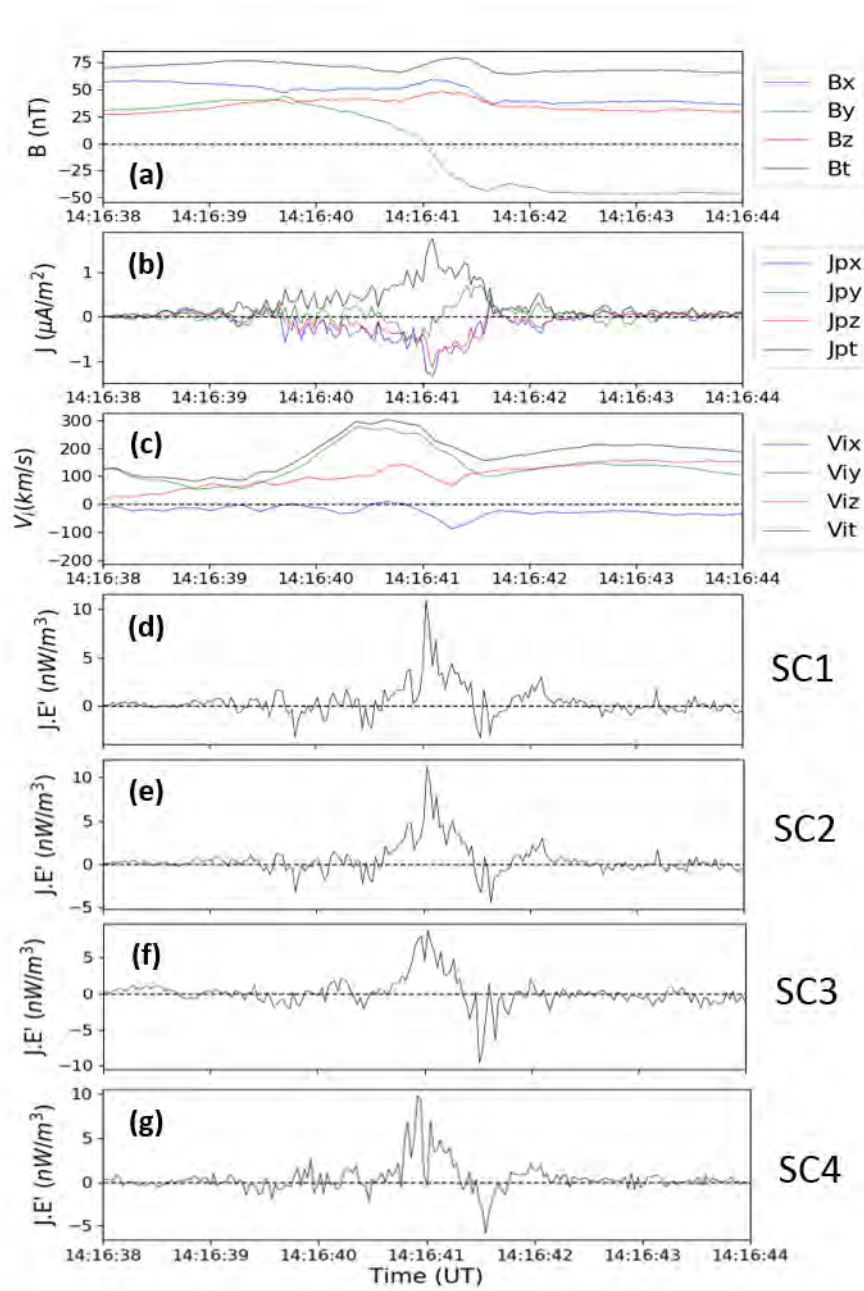 75
50
25
0
−25
−50
B (nT)
(a)
Bx
By
Bz
Bt
14:16:38 14:16:39 14:16:40 14:16:41 14:16:42 14:16:43 14:16:44
1
0
−1
J (μA/m²)
(b)
Jpx
Jpy
Jpz
Jpt
14:16:38 14:16:39 14:16:40 14:16:41 14:16:42 14:16:43 14:16:44
300
200
100
0
−100
−200
Vᵢ(km/s)
(c)
Vix
Viy
Viz
Vit
14:16:38 14:16:39 14:16:40 14:16:41 14:16:42 14:16:43 14:16:44
10
5
0
J.E' (nW/m³)
(d)
SC1
10
5
0
−5
J.E' (nW/m³)
(e)
SC2
5
0
−5
−10
J.E' (nW/m³)
(f)
SC3
10
5
0
−5
J.E' (nW/m³)
(g)
SC4
14:16:38 14:16:39 14:16:40 14:16:41 14:16:42 14:16:43 14:16:44
Time (UT)